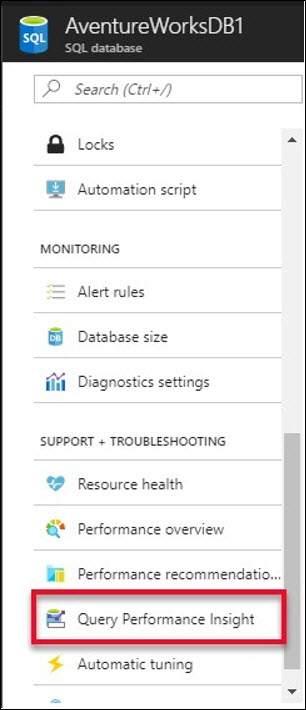 SQL
AventureWorksDB1
SQL database
Search (Ctrl+/)
Locks
Automation script
MONITORING
Alert rules
DB
Database size
Diagnostics settings
SUPPORT + TROUBLESHOOTING
Resource health
Performance overview
Performance recommendatio...
Query Performance Insight
Automatic tuning